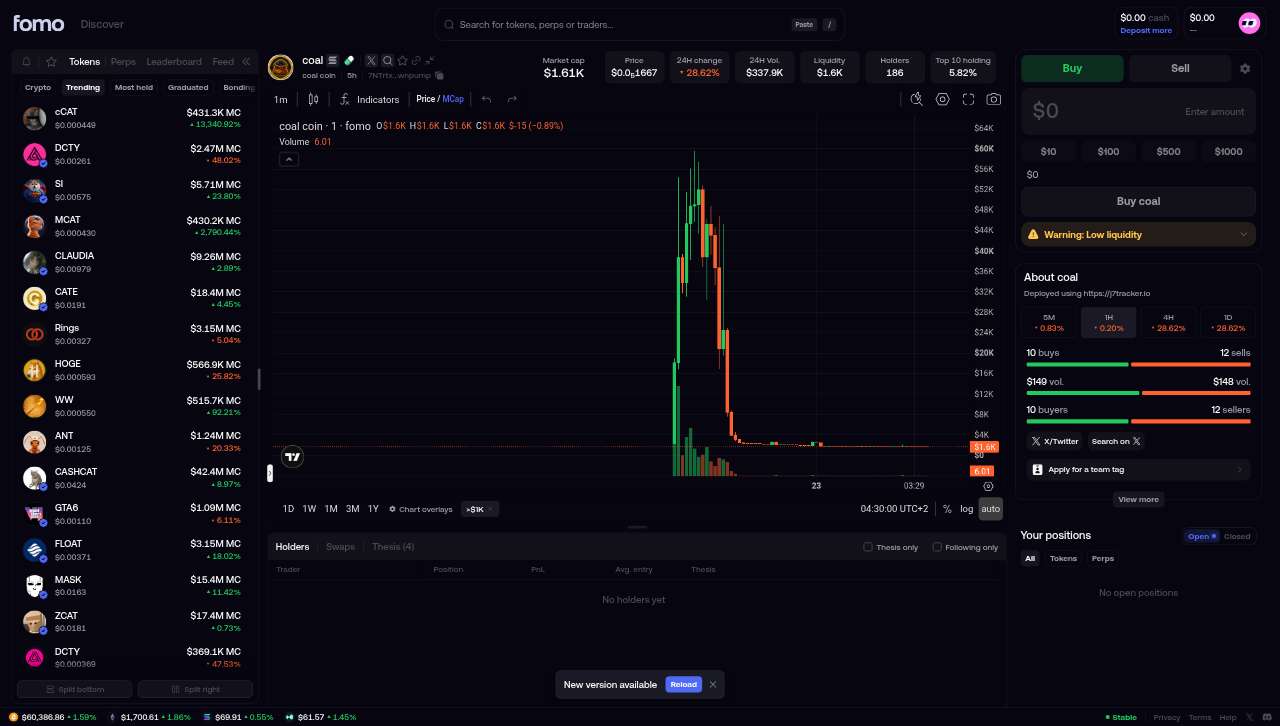 fomo Discover
Search for tokens, perps or traders... Paste /
$0.00 cash
Deposit more
$0.00
—
Tokens Perps Leaderboard Feed
Crypto Trending Most held Graduated Bonding
cCAT $431.3K MC
$0.000449 13,340.92%
DCTY $2.47M MC
$0.00261 48.02%
SI $5.71M MC
$0.00575 23.80%
MCAT $430.2K MC
$0.000430 2,790.44%
CLAUDIA $9.26M MC
$0.00979 2.89%
CATE $18.4M MC
$0.0191 4.45%
Rings $3.15M MC
$0.00327 5.04%
HOGE $566.9K MC
$0.000593 25.82%
WW $515.7K MC
$0.000550 92.21%
ANT $1.24M MC
$0.00125 20.33%
CASHCAT $42.4M MC
$0.0424 8.97%
GTA6 $1.09M MC
$0.00110 6.11%
FLOAT $3.15M MC
$0.00371 18.02%
MASK $15.4M MC
$0.0163 11.42%
ZCAT $17.4M MC
$0.0181 0.73%
DCTY $369.1K MC
$0.000369 47.53%
Split bottom Split right
coal
coal coin 5h 7NTrtx...wnpump
Market cap
$1.61K
Price
$0.0₅1667
24H change
28.62%
24H Vol.
$337.9K
Liquidity
$1.6K
Holders
186
Top 10 holding
5.82%
1m Indicators Price / MCap
coal coin · 1 · fomo O$1.6K H$1.6K L$1.6K C$1.6K $-15 (−0.89%)
Volume 6.01
$64K
$60K
$56K
$52K
$48K
$44K
$40K
$36K
$32K
$28K
$24K
$20K
$16K
$12K
$8K
$4K
$1.6K
$0
6.01
23 03:29
1D 1W 1M 3M 1Y Chart overlays >$1K 04:30:00 UTC+2 % log auto
Holders Swaps Thesis (4) Thesis only Following only
Trader Position PnL Avg. entry Thesis
No holders yet
New version available Reload
Buy Sell
$0 Enter amount
$10 $100 $500 $1000
$0
Buy coal
Warning: Low liquidity
About coal
Deployed using https://j7tracker.io
5M 1H 4H 1D
0.83% 0.20% 28.62% 28.62%
10 buys 12 sells
$149 vol. $148 vol.
10 buyers 12 sellers
X/Twitter Search on X
Apply for a team tag
View more
Your positions Open Closed
All Tokens Perps
No open positions
$60,386.86 1.59% $1,700.61 1.86% $69.91 0.55% $61.57 1.45% Stable Privacy Terms Help